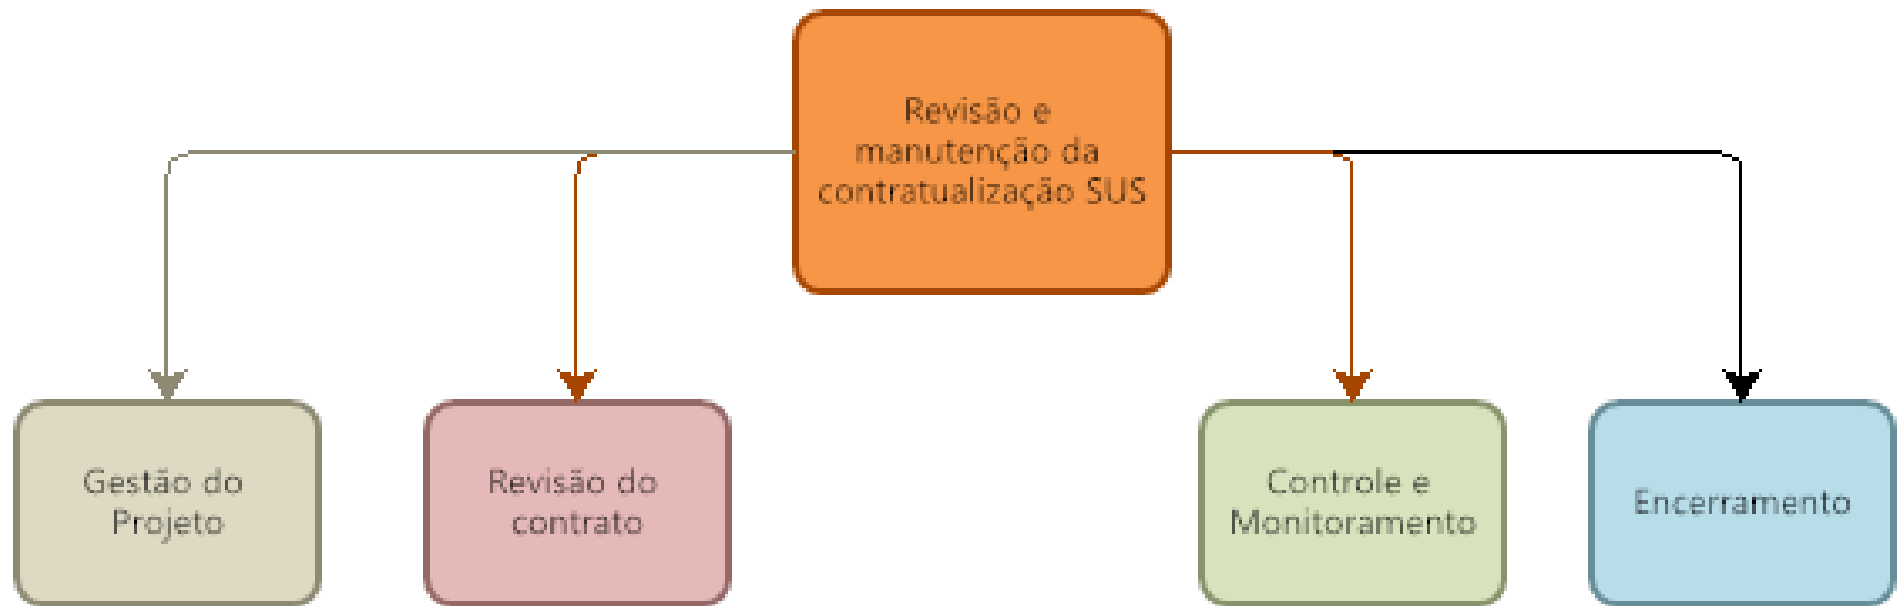 Revisão e
manutenção da
contratualização SUS
Gestão do
Projeto
Revisão do
contrato
Controle e
Monitoramento
Encerramento